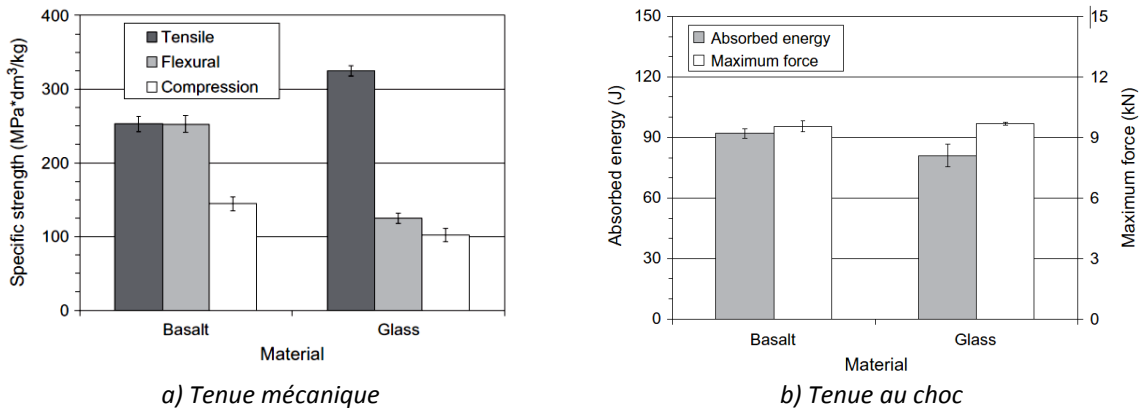 400
300
200
100
0
Specific strength (MPa*dm³/kg)
Tensile
Flexural
Compression
Basalt
Glass
Material
a) Tenue mécanique
150
120
90
60
30
0
Absorbed energy (J)
Absorbed energy
Maximum force
15
12
9
6
3
0
Maximum force (kN)
Basalt
Glass
Material
b) Tenue au choc